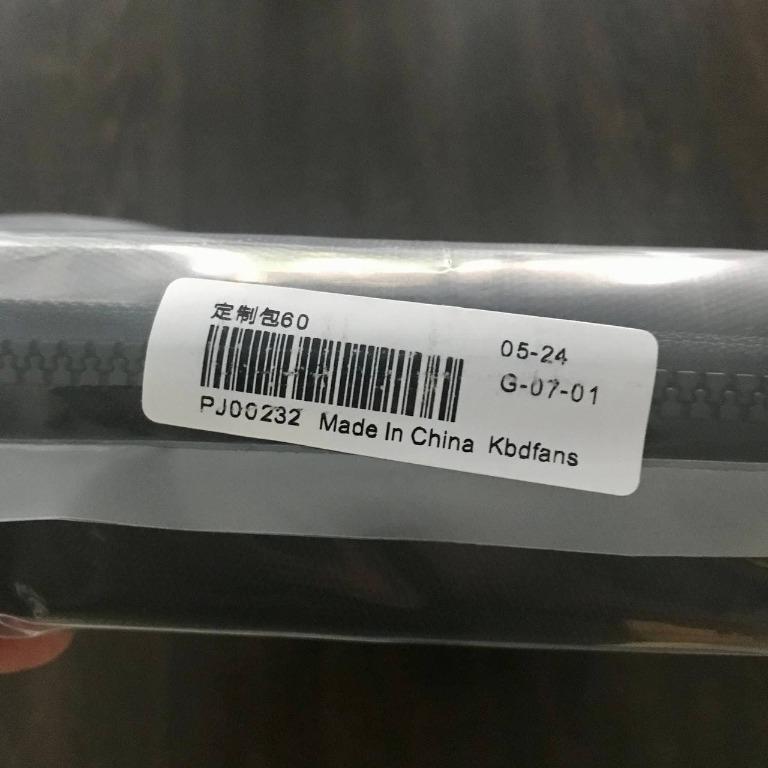 定制包60
05-24
G-07-01
PJ00232 Made In China Kbdfans